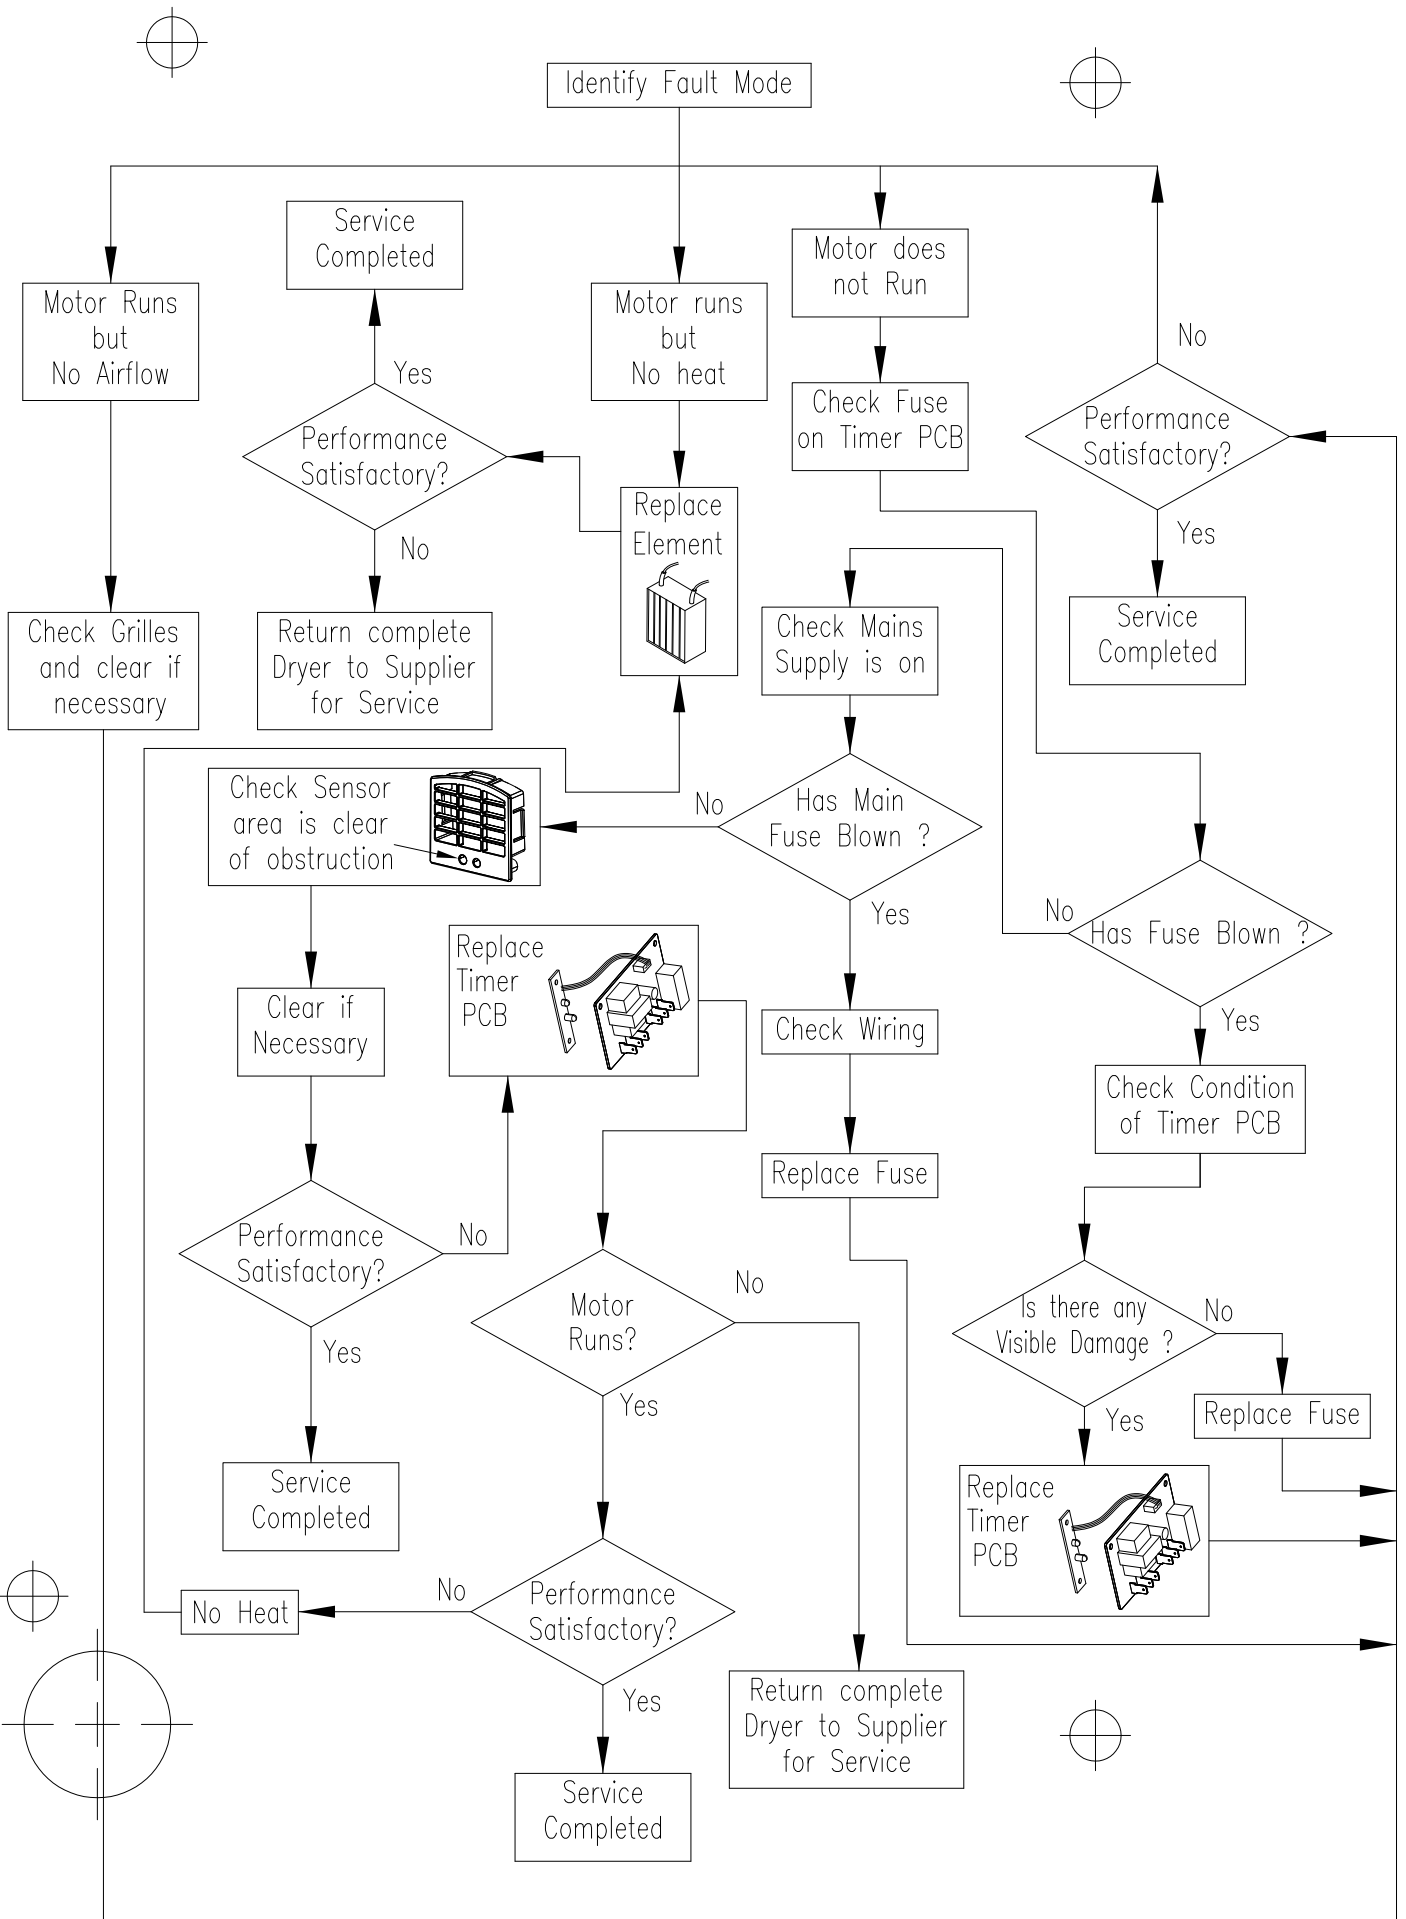 Identify Fault Mode
Service
Completed
Motor does
not Run
Motor Runs
but
No Airflow
Motor runs
but
No heat
No
Yes
Check Fuse
on Timer PCB
Performance
Satisfactory?
Performance
Satisfactory?
Replace
Element
No
Yes
Check Grilles
and clear if
necessary
Return complete
Dryer to Supplier
for Service
Check Mains
Supply is on
Service
Completed
Check Sensor
area is clear
of obstruction
No
Has Main
Fuse Blown ?
Yes
No
Has Fuse Blown ?
Replace
Timer
PCB
Clear if
Necessary
Check Wiring
Yes
Check Condition
of Timer PCB
Replace Fuse
Performance
Satisfactory?
No
Yes
Motor
Runs?
No
Yes
Is there any
Visible Damage ?
No
Yes
Replace Fuse
Service
Completed
Replace
Timer
PCB
No Heat
No
Performance
Satisfactory?
Yes
Return complete
Dryer to Supplier
for Service
Service
Completed